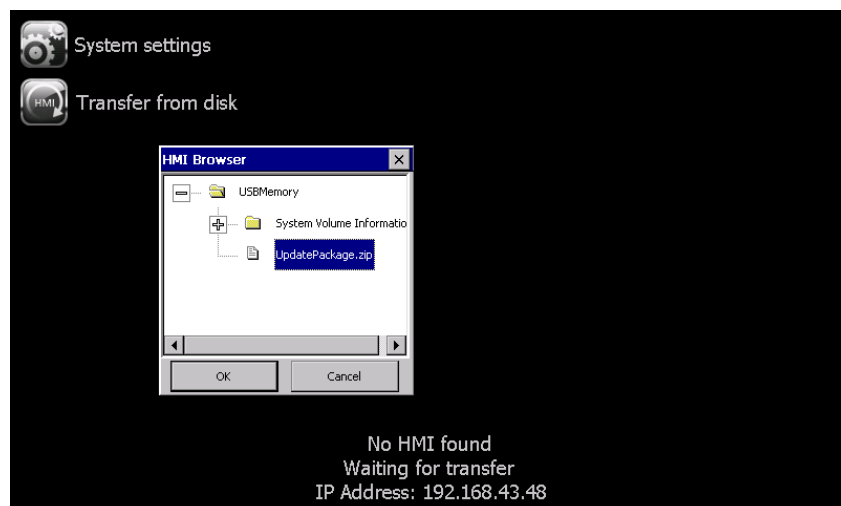 System settings
HMI
Transfer from disk
HMI Browser
USBMemory
System Volume Informatio
UpdatePackage.zip
OK
Cancel
No HMI found
Waiting for transfer
IP Address: 192.168.43.48